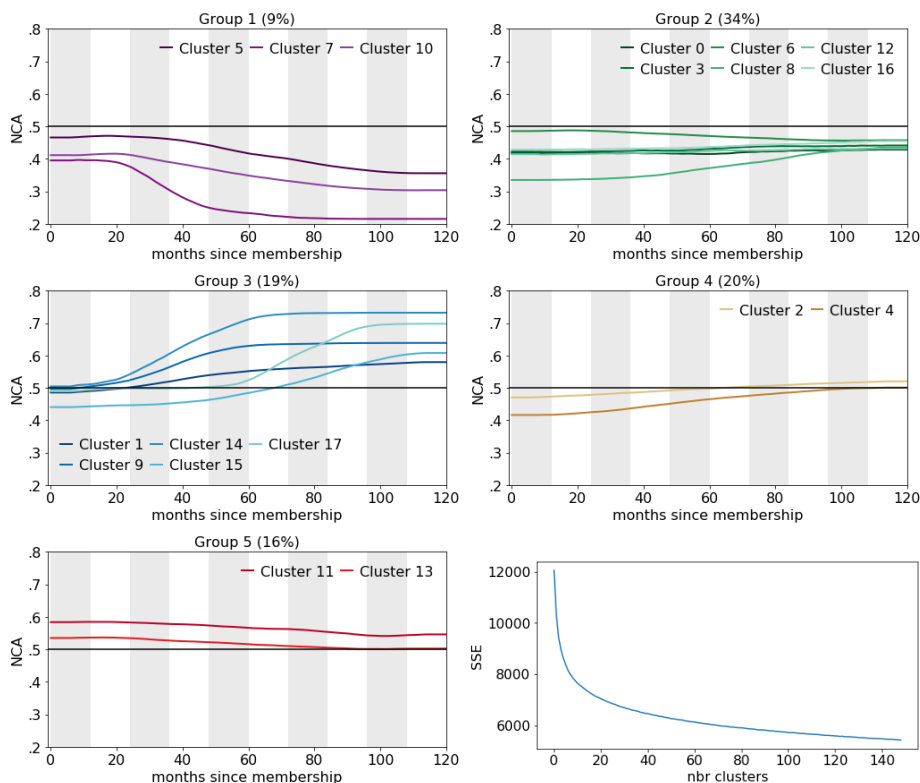 Group 1 (9%)
.8
.7
.6
.5
.4
.3
.2
NCA
Cluster 5 Cluster 7 Cluster 10
0 20 40 60 80 100 120
months since membership
Group 2 (34%)
.8
.7
.6
.5
.4
.3
.2
NCA
Cluster 0 Cluster 6 Cluster 12
Cluster 3 Cluster 8 Cluster 16
0 20 40 60 80 100 120
months since membership
Group 3 (19%)
.8
.7
.6
.5
.4
.3
.2
NCA
Cluster 1 Cluster 14 Cluster 17
Cluster 9 Cluster 15
0 20 40 60 80 100 120
months since membership
Group 4 (20%)
.8
.7
.6
.5
.4
.3
.2
NCA
Cluster 2 Cluster 4
0 20 40 60 80 100 120
months since membership
Group 5 (16%)
.8
.7
.6
.5
.4
.3
.2
NCA
Cluster 11 Cluster 13
0 20 40 60 80 100 120
months since membership
12000
10000
8000
6000
SSE
0 20 40 60 80 100 120 140
nbr clusters